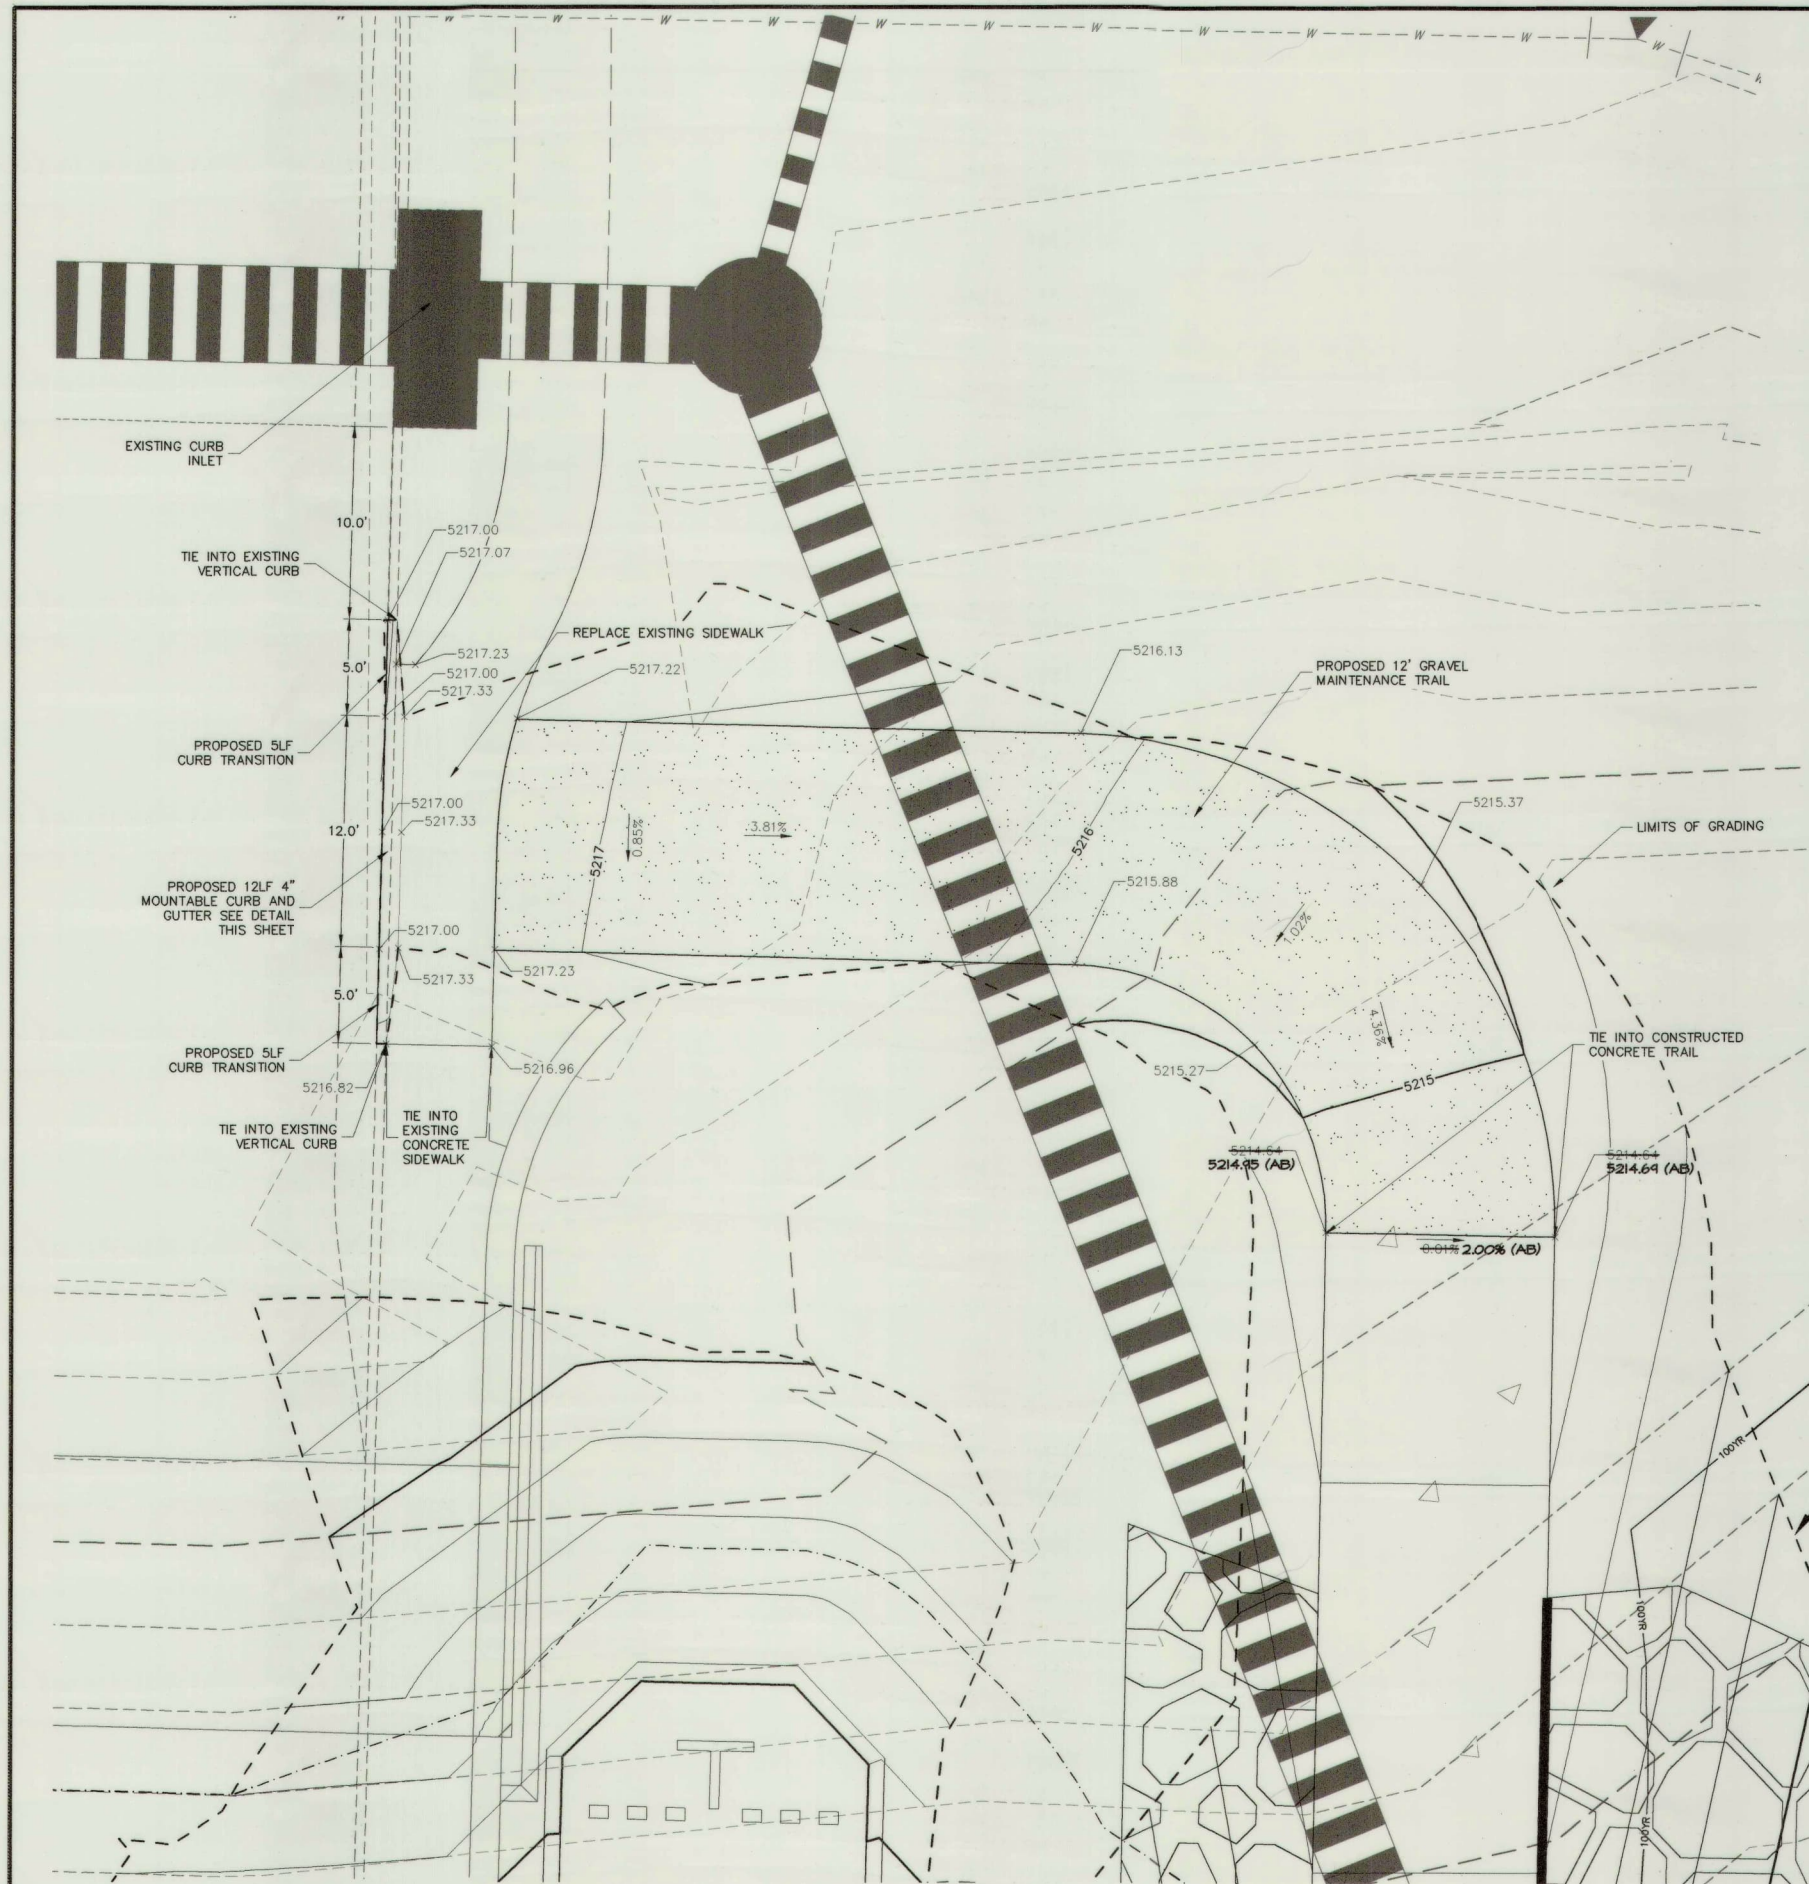 W W W W W W W W W W
EXISTING CURB
INLET
10.0'
5217.00
5217.07
TIE INTO EXISTING
VERTICAL CURB
REPLACE EXISTING SIDEWALK
5217.23
5.0'
5217.22
5216.13
PROPOSED 12' GRAVEL
MAINTENANCE TRAIL
5217.00
5217.33
PROPOSED 5LF
CURB TRANSITION
5217.00
5215.37
12.0'
5217.33
0.85%
3.81%
5217
5216
LIMITS OF GRADING
PROPOSED 12LF 4"
MOUNTABLE CURB AND
GUTTER SEE DETAIL
THIS SHEET
5215.88
1.02%
5217.00
5217.33
5217.23
5.0'
4.36%
TIE INTO CONSTRUCTED
CONCRETE TRAIL
PROPOSED 5LF
CURB TRANSITION
5216.96
5215.27
5216.82
5215
TIE INTO EXISTING
VERTICAL CURB
TIE INTO
EXISTING
CONCRETE
SIDEWALK
5214.64
5214.95 (AB)
5214.64
5214.69 (AB)
0.01% 2.00% (AB)
100YR
100YR
100YR